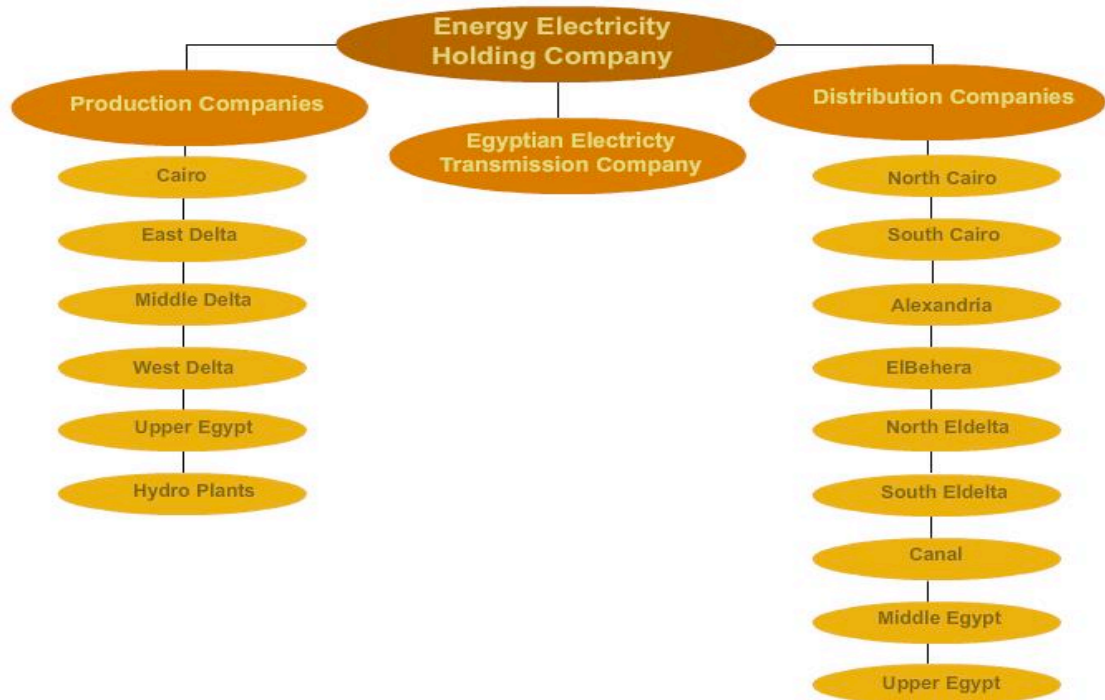 Energy Electricity
Holding Company
Production Companies
Cairo
East Delta
Middle Delta
West Delta
Upper Egypt
Hydro Plants
Egyptian Electricty
Transmission Company
Distribution Companies
North Cairo
South Cairo
Alexandria
ElBehera
North Eldelta
South Eldelta
Canal
Middle Egypt
Upper Egypt